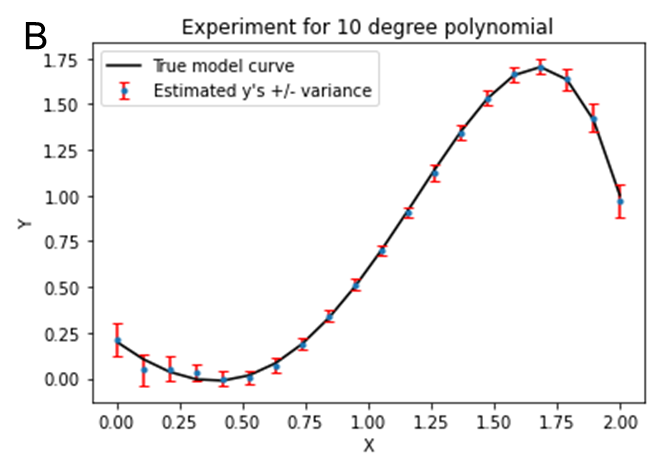 B
Experiment for 10 degree polynomial
True model curve
Estimated y's +/- variance
1.75
1.50
1.25
1.00
0.75
0.50
0.25
0.00
Y
0.00 0.25 0.50 0.75 1.00 1.25 1.50 1.75 2.00
X